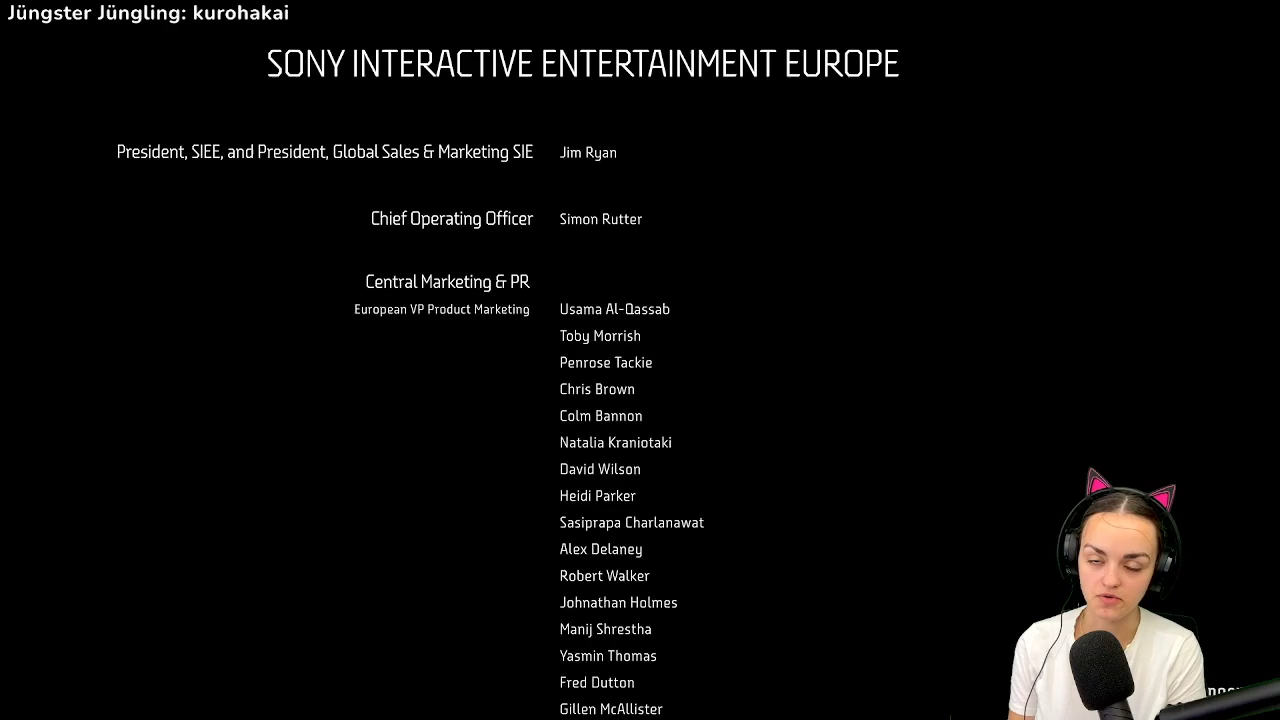 Jüngster Jüngling: kurohakai
SONY INTERACTIVE ENTERTAINMENT EUROPE
President, SIEE, and President, Global Sales & Marketing SIE Jim Ryan
Chief Operating Officer Simon Rutter
Central Marketing & PR
European VP Product Marketing Usama Al-Qassab
Toby Morrish
Penrose Tackie
Chris Brown
Colm Bannon
Natalia Kraniotaki
David Wilson
Heidi Parker
Sasiprapa Charlanawat
Alex Delaney
Robert Walker
Johnathan Holmes
Manij Shrestha
Yasmin Thomas
Fred Dutton
Gillen McAllister